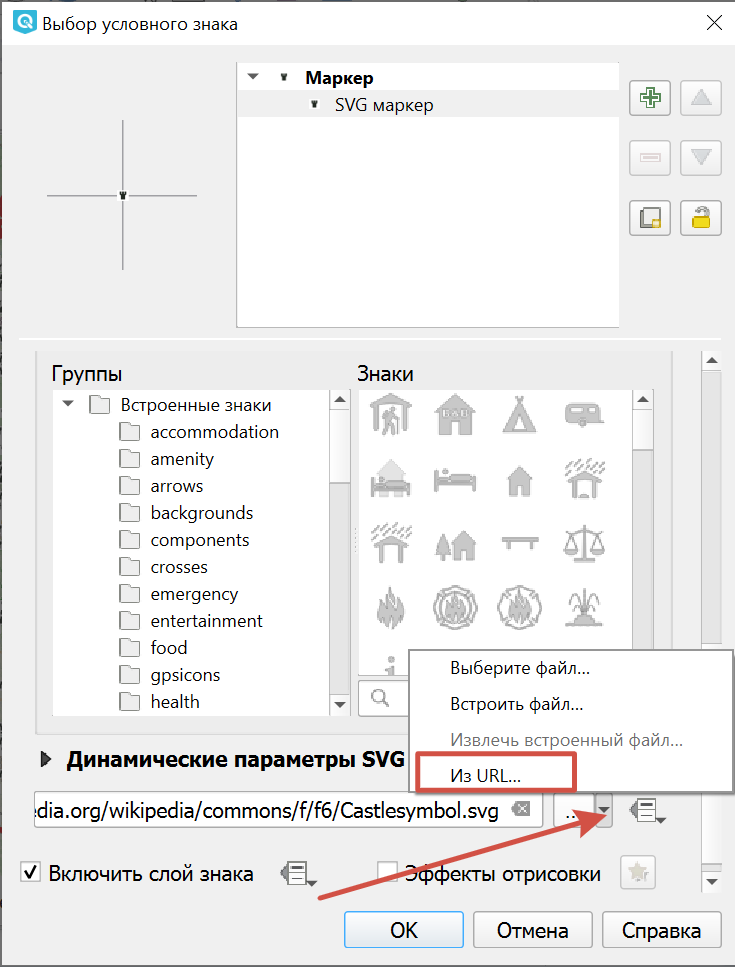 Выбор условного знака
Маркер
SVG маркер
Группы
Знаки
Встроенные знаки
accommodation
amenity
arrows
backgrounds
components
crosses
emergency
entertainment
food
gpsicons
health
B&B
Выберите файл...
Встроить файл...
Извлечь встроенный файл...
Из URL...
Динамические параметры SVG
edia.org/wikipedia/commons/f/f6/Castlesymbol.svg
...
Включить слой знака
Эффекты отрисовки
OK
Отмена
Справка